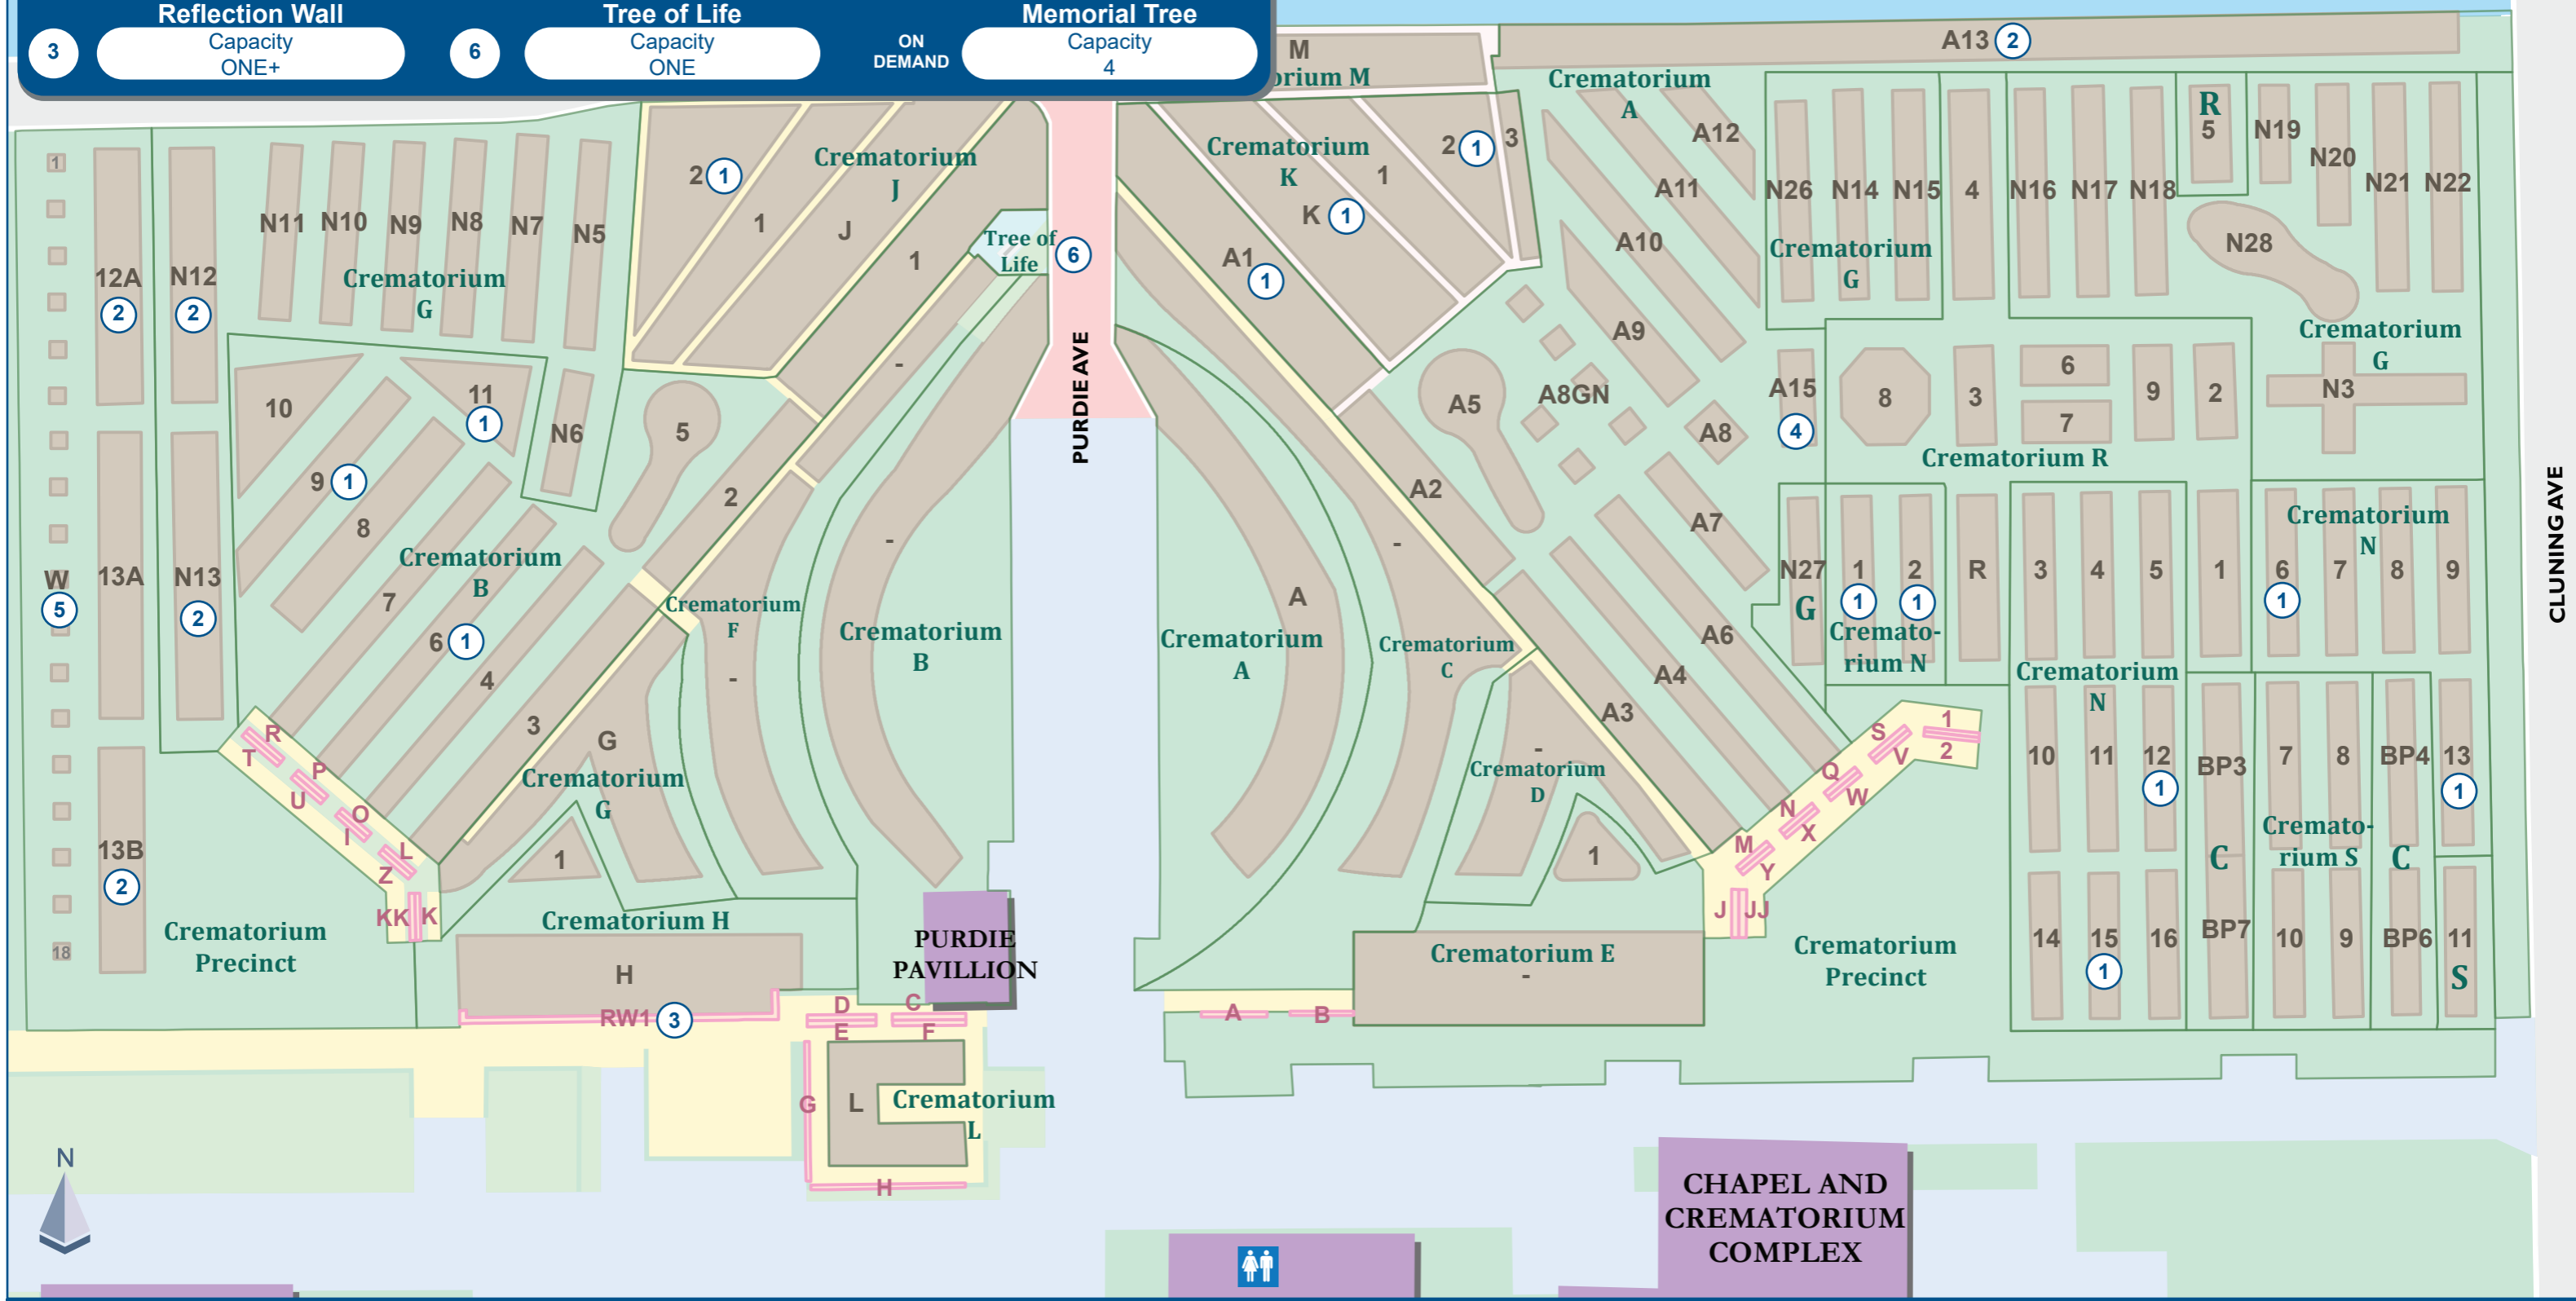 Reflection Wall
Tree of Life
Memorial Tree
3
Capacity
ONE+
6
Capacity
ONE
ON
DEMAND
Capacity
4
M
orium M
A13 2
Crematorium
A
A12
A11
A10
A9
N26
N14
N15
4
N16
N17
N18
R
5
N19
N20
N21
N22
N28
Crematorium
G
Crematorium
G
N3
1
12A
2
N12
2
N11
N10
N9
N8
N7
N5
Crematorium
G
2 1
1
J
1
Crematorium
J
Tree of
Life
6
PURDIE AVE
Crematorium
K
K 1
1
2 1
3
A1
1
CLUNING AVE
10
11
1
N6
9 1
8
7
6 1
4
3
Crematorium
B
5
2
-
A5
A8GN
A8
A15
4
8
3
6
7
9
2
Crematorium R
A2
A7
A6
A4
A3
W
5
13A
N13
2
Crematorium
F
-
-
Crematorium
B
A
Crematorium
A
-
Crematorium
C
N27
G
1
1
2
1
Cremato-
rium N
R
3
4
5
1
Crematorium
N
6
1
7
8
9
Crematorium
N
10
11
12
1
BP3
7
8
BP4
13
1
C
Cremato-
rium S
C
14
15
1
16
BP7
10
9
BP6
11
S
R
T
P
U
O
I
L
Z
KK
K
G
Crematorium
G
1
-
Crematorium
D
1
S
V
1
2
Q
W
N
X
M
Y
J
JJ
13B
2
18
Crematorium
Precinct
Crematorium H
H
RW1 3
PURDIE
PAVILLION
D
E
C
F
G
L
Crematorium
L
H
A
B
Crematorium E
-
Crematorium
Precinct
N
CHAPEL AND
CREMATORIUM
COMPLEX